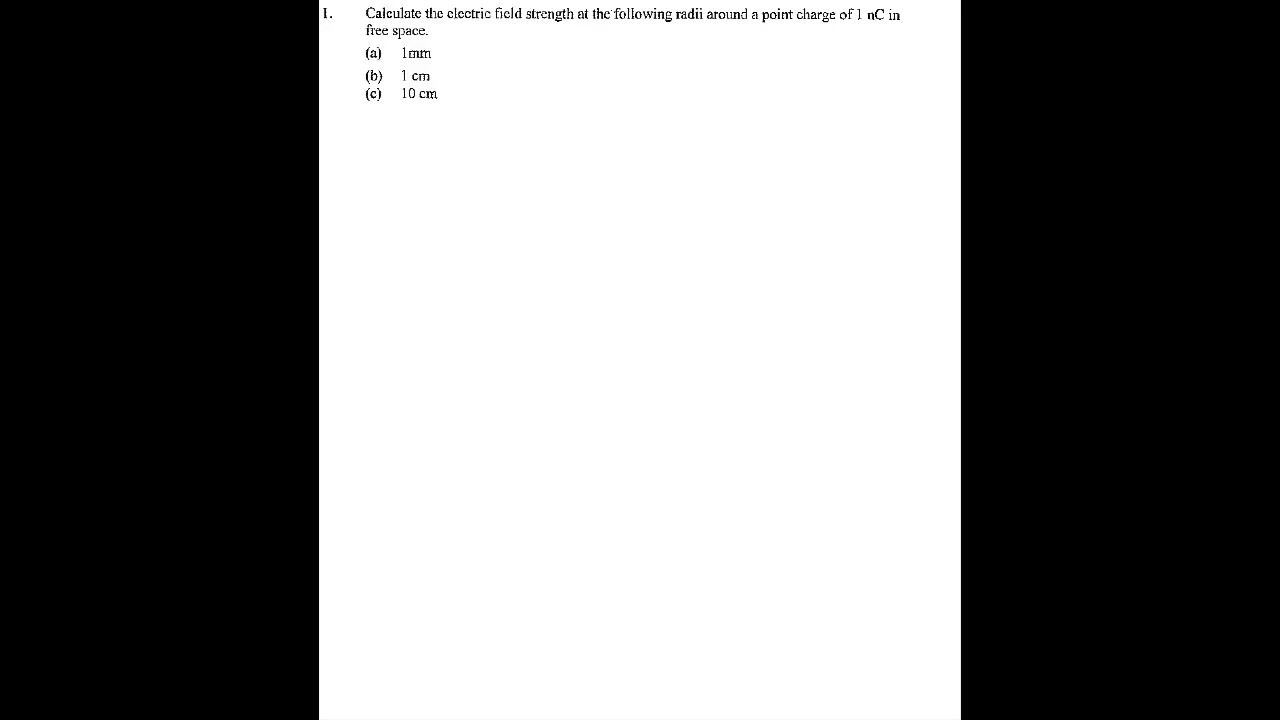 1. Calculate the electric field strength at the following radii around a point charge of 1 nC in
free space.
(a) 1mm
(b) 1 cm
(c) 10 cm